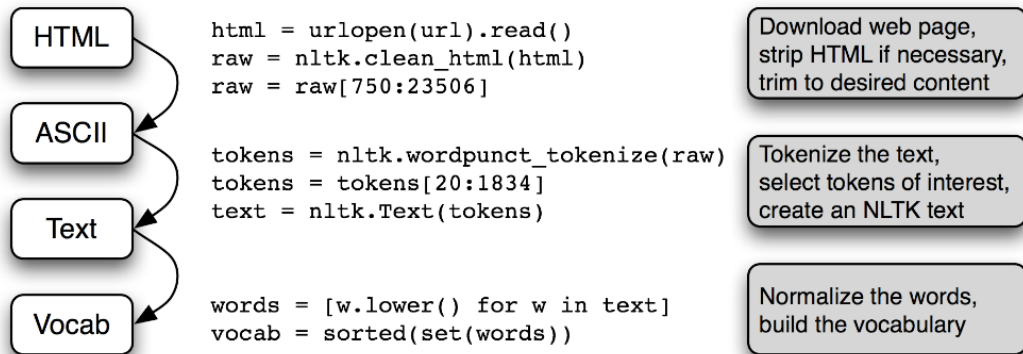 HTML
html = urlopen(url).read()
raw = nltk.clean_html(html)
raw = raw[750:23506]
Download web page,
strip HTML if necessary,
trim to desired content
ASCII
tokens = nltk.wordpunct_tokenize(raw)
tokens = tokens[20:1834]
text = nltk.Text(tokens)
Tokenize the text,
select tokens of interest,
create an NLTK text
Text
Vocab
words = [w.lower() for w in text]
vocab = sorted(set(words))
Normalize the words,
build the vocabulary